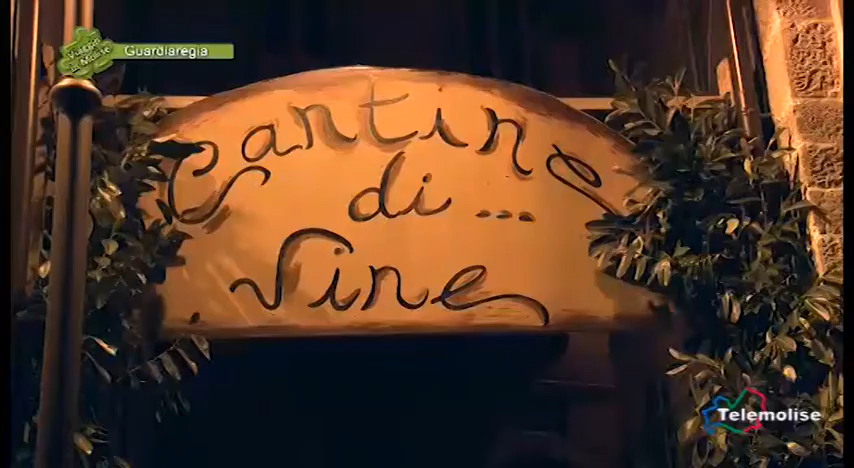 Guardiaregia
Cantine
di ...
Vine
Telemolise